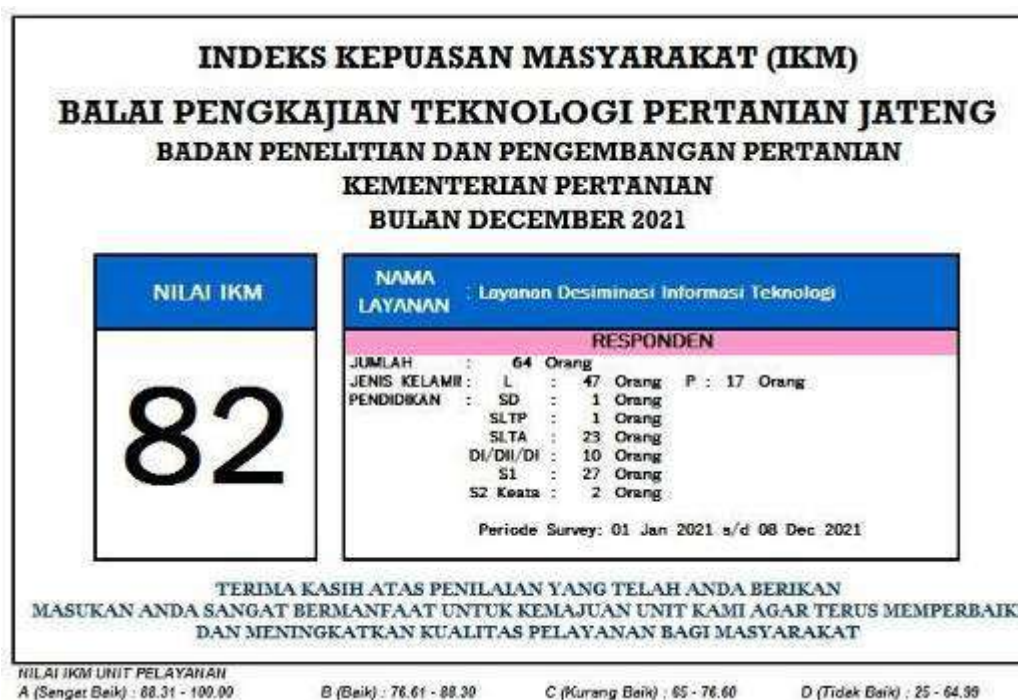 INDEKS KEPUASAN MASYARAKAT (IKM)
BALAI PENGKAJIAN TEKNOLOGI PERTANIAN JATENG
BADAN PENELITIAN DAN PENGEMBANGAN PERTANIAN
KEMENTERIAN PERTANIAN
BULAN DECEMBER 2021
NILAI IKM
82
NAMA LAYANAN : Layanan Desiminasi Informasi Teknologi
RESPONDEN
JUMLAH : 64 Orang
JENIS KELAMIN : L : 47 Orang P : 17 Orang
PENDIDIKAN : SD : 1 Orang
SLTP : 1 Orang
SLTA : 23 Orang
DI/DII/DI : 10 Orang
S1 : 27 Orang
S2 Keata : 2 Orang
Periode Survey: 01 Jan 2021 s/d 08 Dec 2021
TERIMA KASIH ATAS PENILAIAN YANG TELAH ANDA BERIKAN
MASUKAN ANDA SANGAT BERMANFAAT UNTUK KEMAJUAN UNIT KAMI AGAR TERUS MEMPERBAIK
DAN MENINGKATKAN KUALITAS PELAYANAN BAGI MASYARAKAT
NILAI IKM UNIT PELAYANAN
A (Sangat Baik) : 88.31 - 100.00 B (Baik) : 76.61 - 88.30 C (Kurang Baik) : 65 - 76.60 D (Tidak Baik) : 25 - 64.99